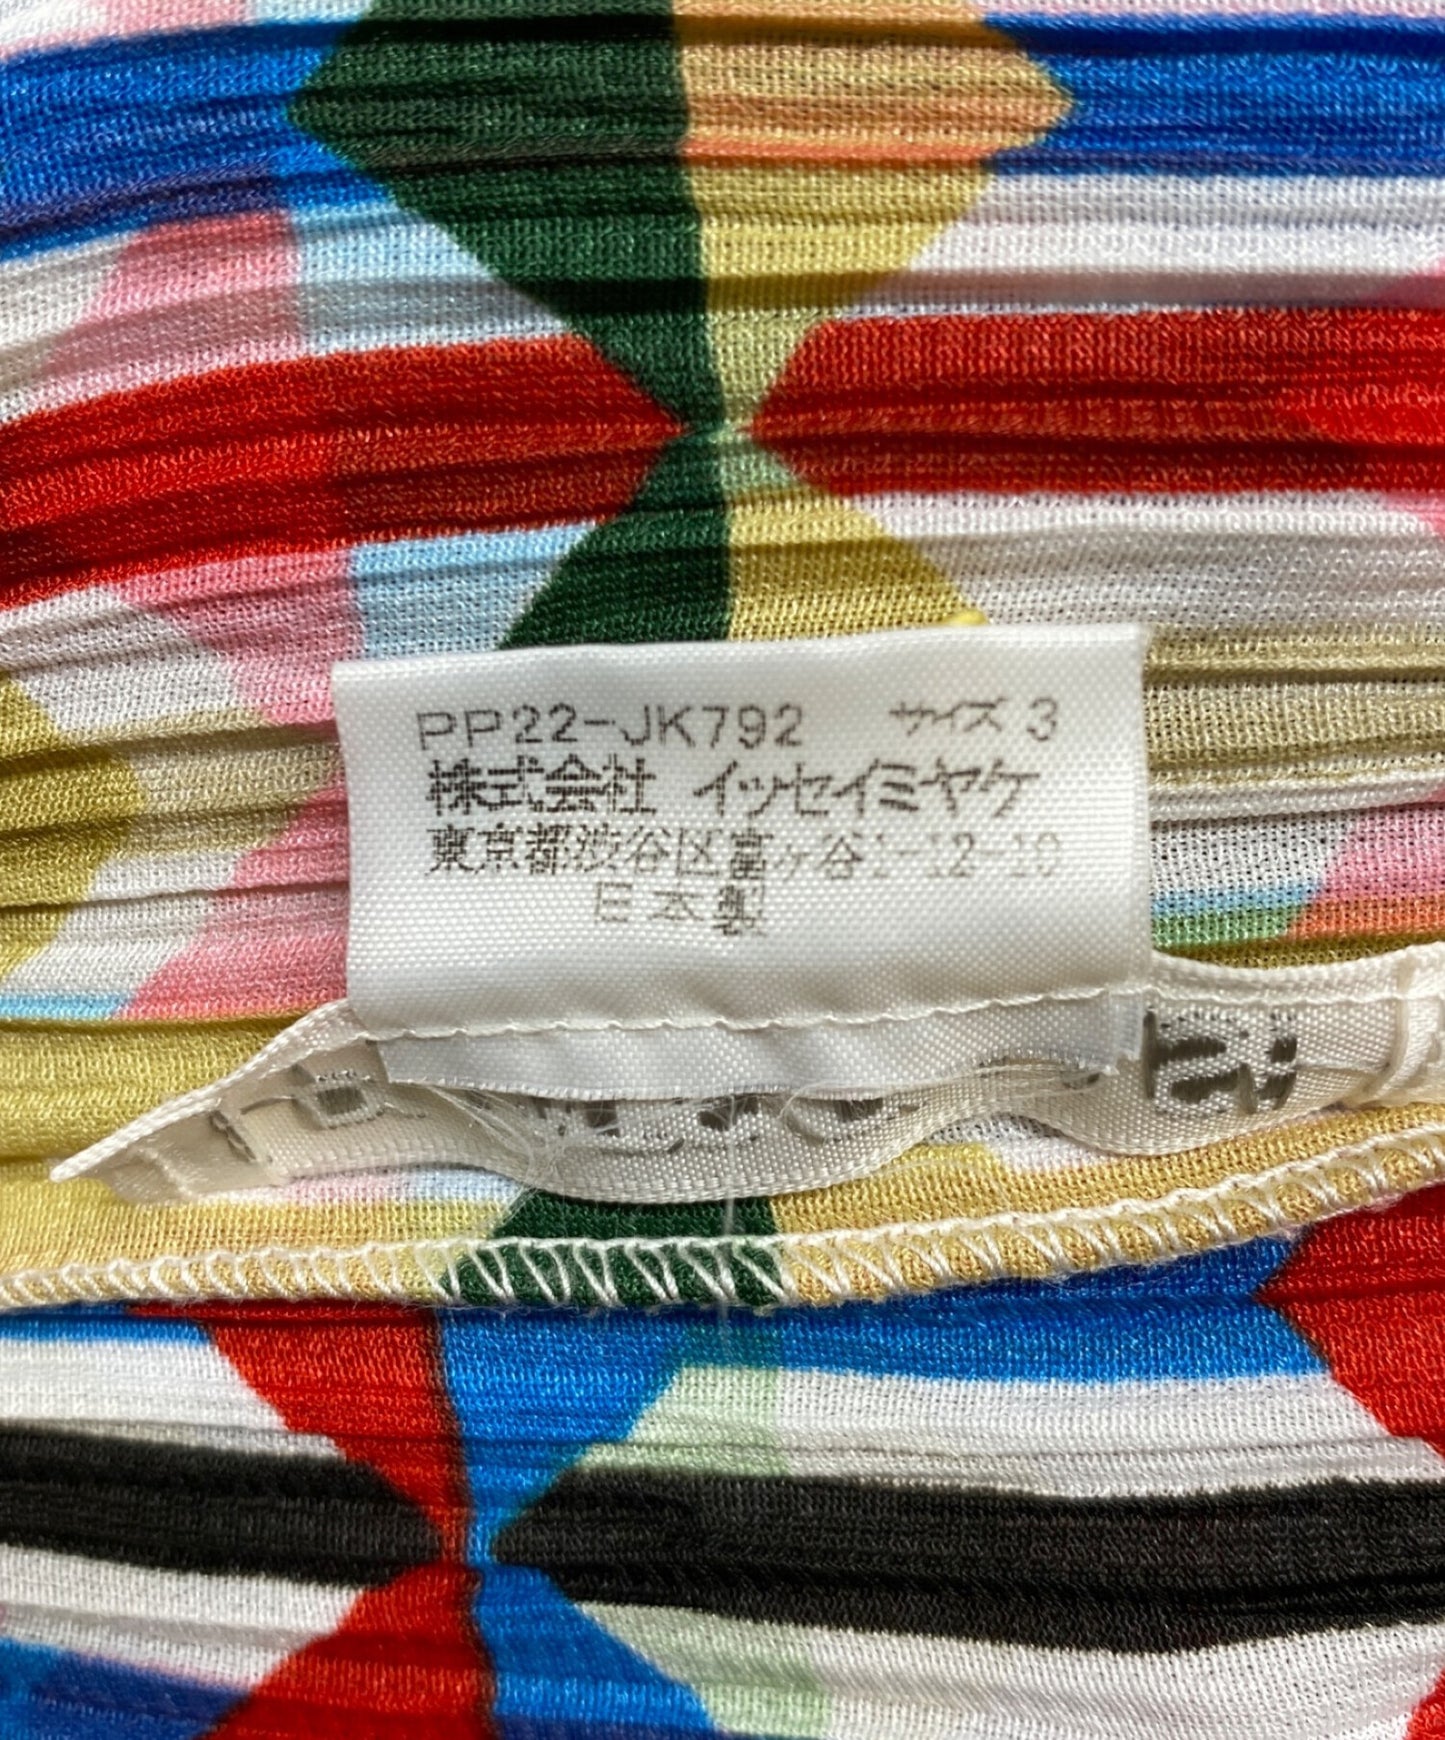 PP22-JK792 サイズ 3
株式会社 イッセイミヤケ
東京都渋谷区富ヶ谷1-12-10
日本製